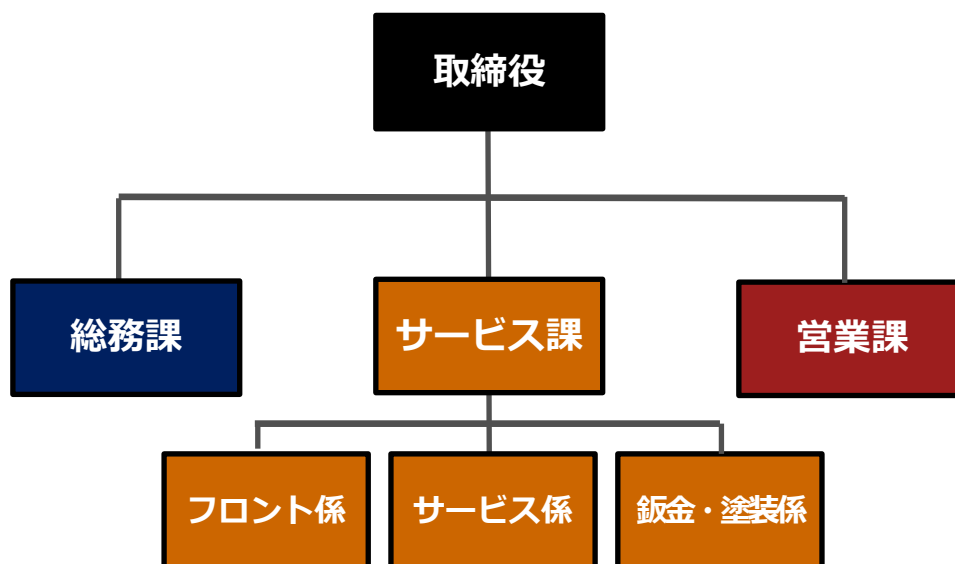 取締役
総務課
サービス課
営業課
フロント係
サービス係
鈑金・塗装係